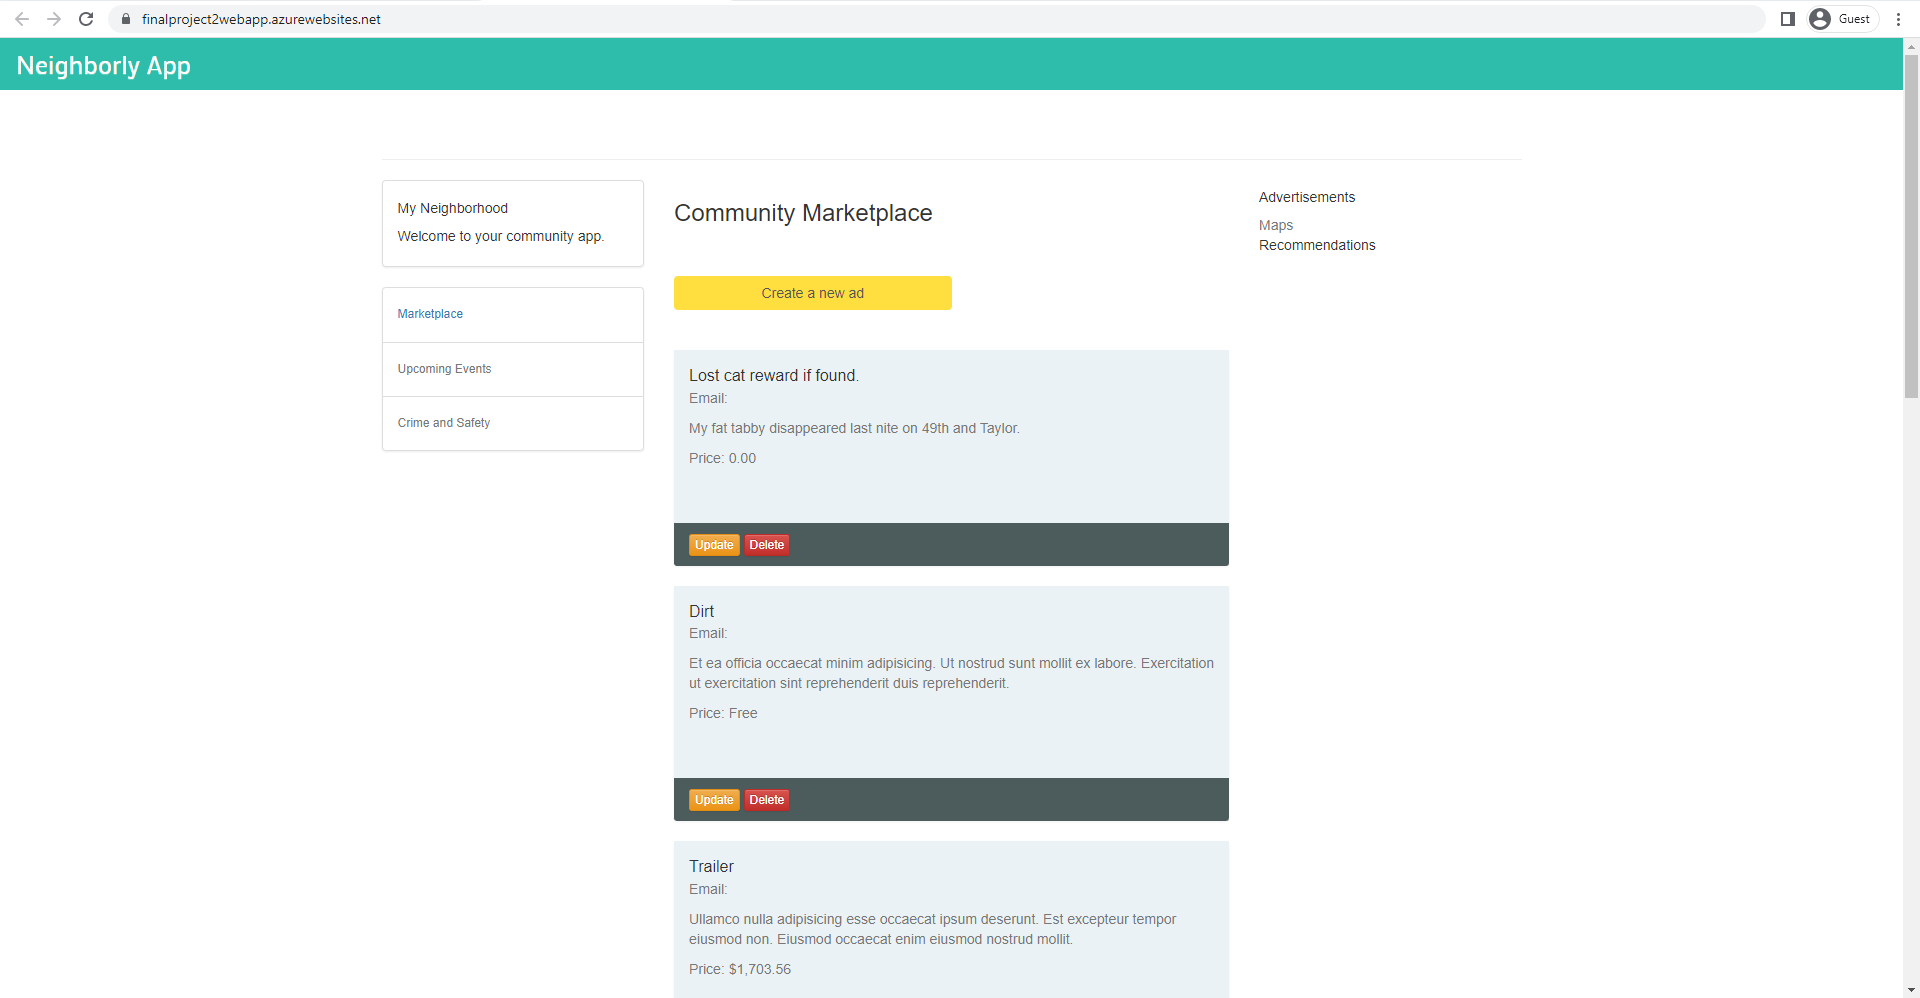 finalproject2webapp.azurewebsites.net
Guest
Neighborly App
My Neighborhood
Welcome to your community app.
Marketplace
Upcoming Events
Crime and Safety
Community Marketplace
Create a new ad
Lost cat reward if found.
Email:
My fat tabby disappeared last nite on 49th and Taylor.
Price: 0.00
Update Delete
Dirt
Email:
Et ea officia occaecat minim adipisicing. Ut nostrud sunt mollit ex labore. Exercitation
ut exercitation sint reprehenderit duis reprehenderit.
Price: Free
Update Delete
Trailer
Email:
Ullamco nulla adipisicing esse occaecat ipsum deserunt. Est excepteur tempor
eiusmod non. Eiusmod occaecat enim eiusmod nostrud mollit.
Price: $1,703.56
Advertisements
Maps
Recommendations